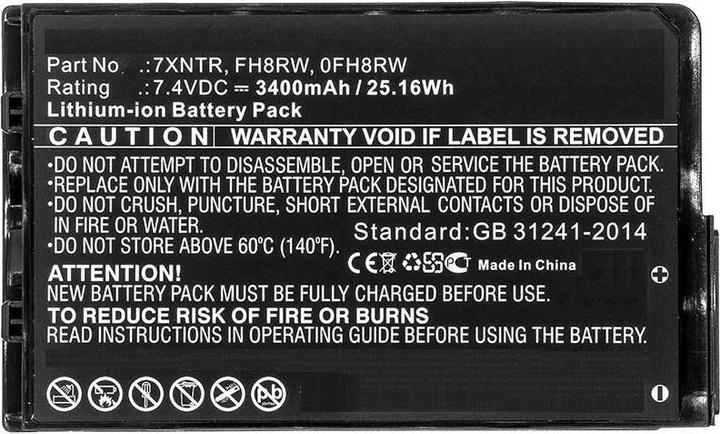 Part No .:7XNTR, FH8RW, 0FH8RW
Rating .:7.4VDC ⎓ 3400mAh / 25.16Wh
Lithium-ion Battery Pack
CAUTION WARRANTY VOID IF LABEL IS REMOVED
•DO NOT ATTEMPT TO DISASSEMBLE, OPEN OR SERVICE THE BATTERY PACK.
•REPLACE ONLY WITH THE BATTERY PACK DESIGNATED FOR THIS PRODUCT.
•DO NOT CRUSH, PUNCTURE, SHORT EXTERNAL CONTACTS OR DISPOSE OF
IN FIRE OR WATER.
Standard:GB 31241-2014
•DO NOT STORE ABOVE 60ºC (140ºF).
CE PCT Made In China
ATTENTION!
NEW BATTERY PACK MUST BE FULLY CHARGED BEFORE USE.
TO REDUCE RISK OF FIRE OR BURNS
READ INSTRUCTIONS IN OPERATING GUIDE BEFORE USING THE BATTERY.
pb